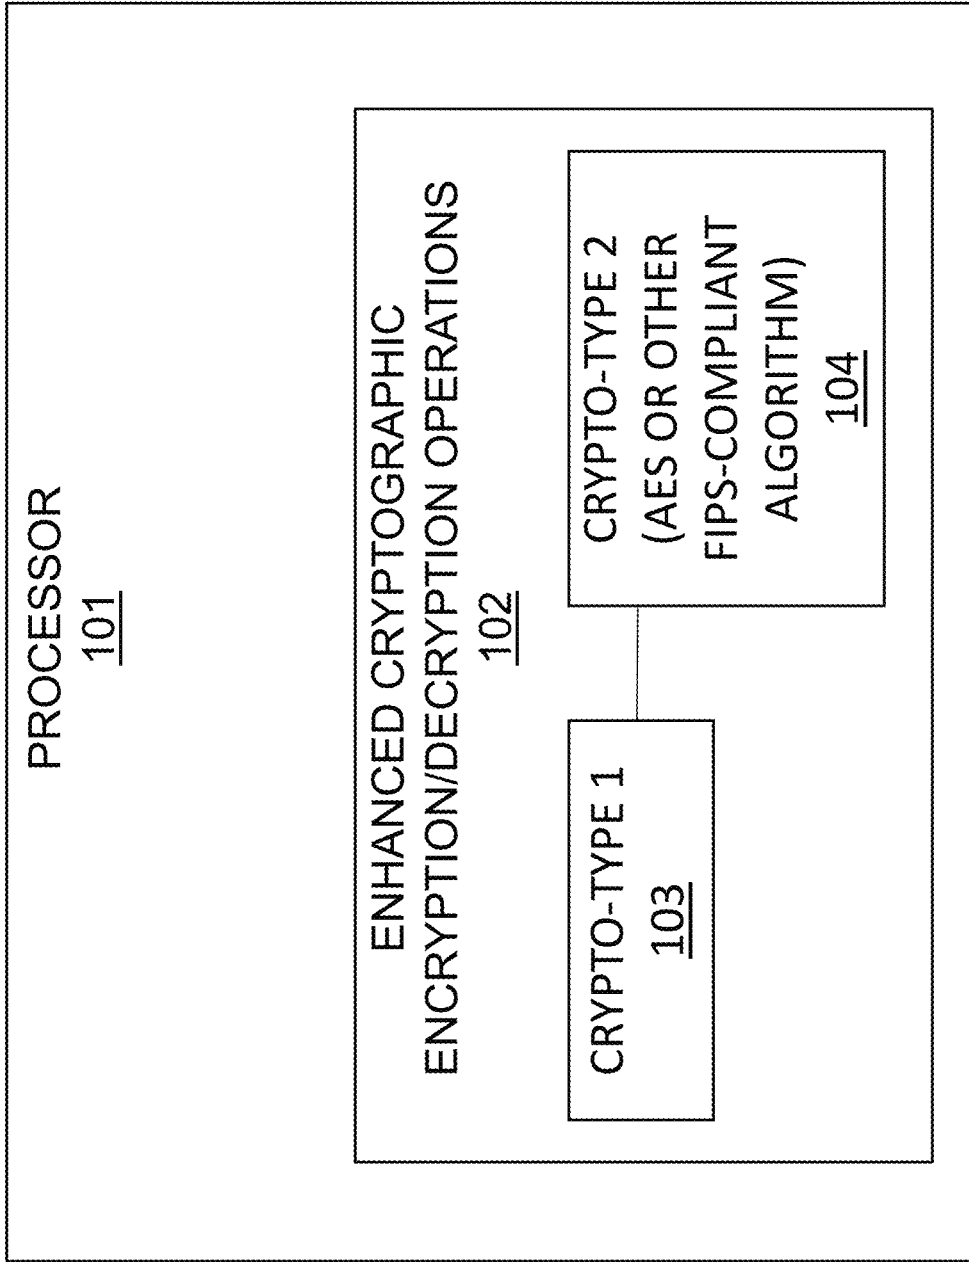 PROCESSOR
101
ENHANCED CRYPTOGRAPHIC
ENCRYPTION/DECRYPTION OPERATIONS
102
CRYPTO-TYPE 1
103
CRYPTO-TYPE 2
(AES OR OTHER
FIPS-COMPLIANT
ALGORITHM)
104